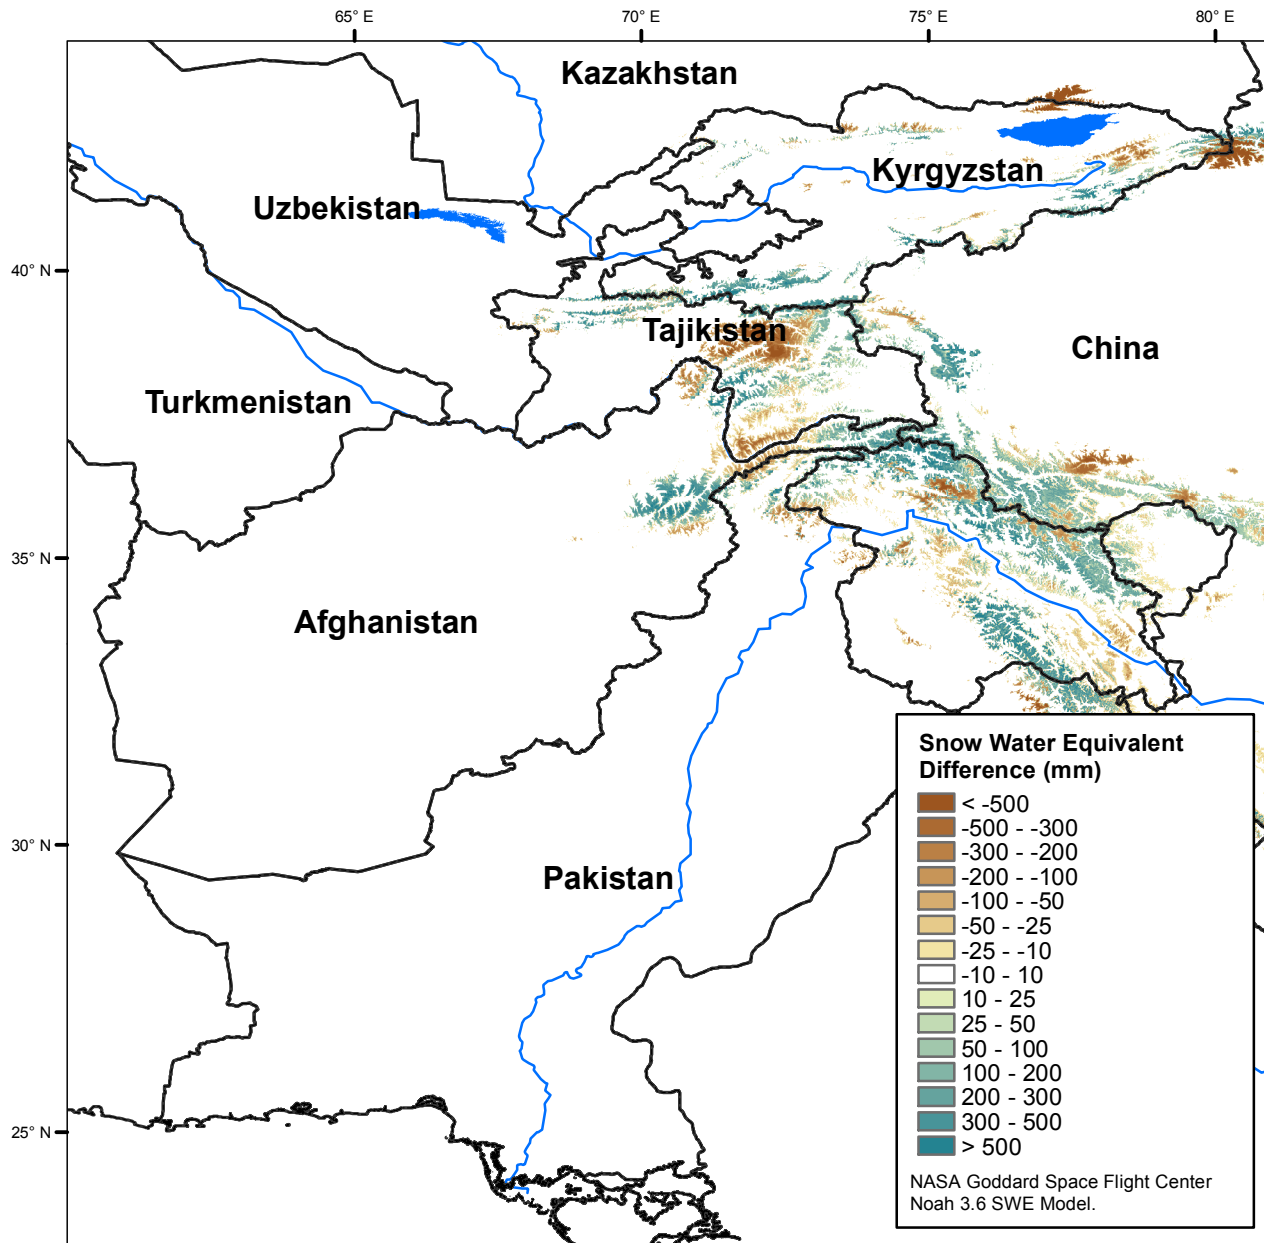 65° E
70° E
75° E
80° E
Kazakhstan
Kyrgyzstan
Uzbekistan
40° N
Tajikistan
China
Turkmenistan
35° N
Afghanistan
30° N
Pakistan
25° N
Snow Water Equivalent
Difference (mm)
< -500
-500 - -300
-300 - -200
-200 - -100
-100 - -50
-50 - -25
-25 - -10
-10 - 10
10 - 25
25 - 50
50 - 100
100 - 200
200 - 300
300 - 500
> 500
NASA Goddard Space Flight Center
Noah 3.6 SWE Model.